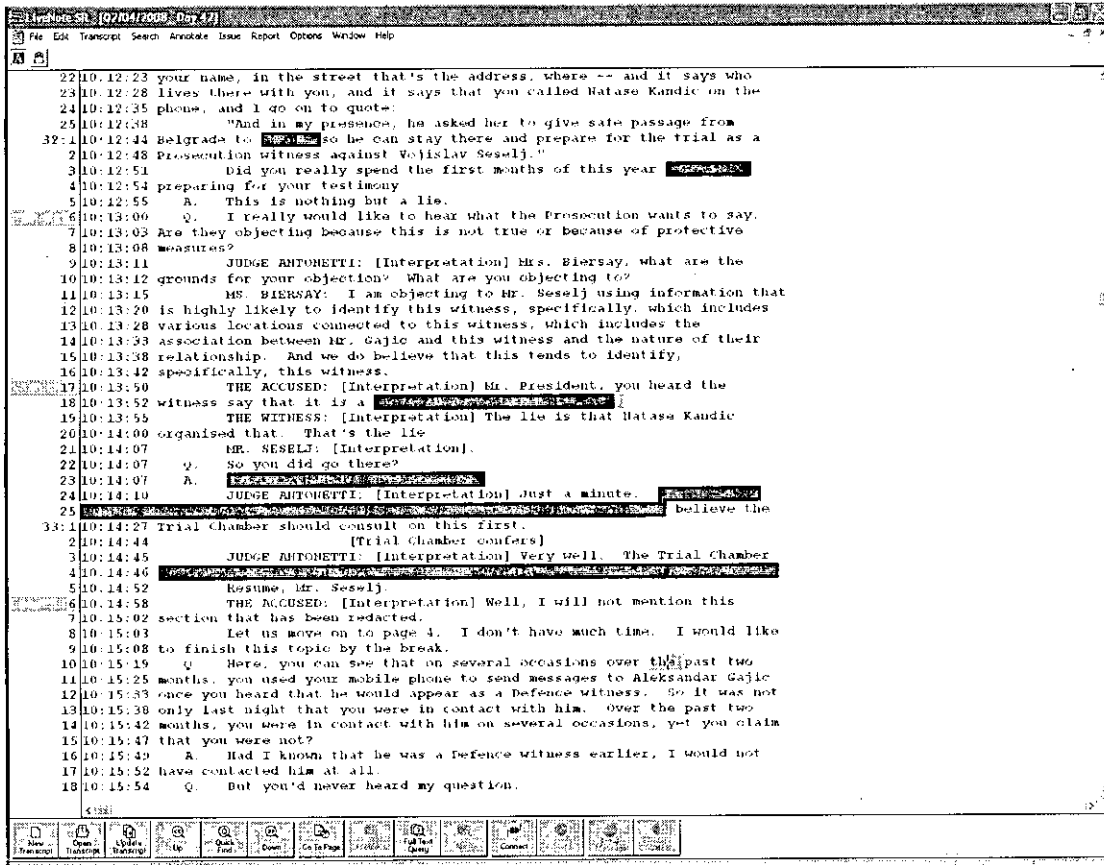 LiveNote SR - [02/04/2008, Day 42]
File Edit Transcript Search Annotate Issue Report Options Window Help
22 10:12:23 your name, in the street that's the address, where -- and it says who
23 10:12:28 lives there with you, and it says that you called Natase Kandic on the
24 10:12:35 phone, and I go on to quote:
25 10:12:38 "And in my presence, he asked her to give safe passage from
32:1 10:12:44 Belgrade to so he can stay there and prepare for the trial as a
2 10:12:48 Prosecution witness against Vojislav Seselj."
3 10:12:51 Did you really spend the first months of this year
4 10:12:54 preparing for your testimony
5 10:12:55 A. This is nothing but a lie.
6 10:13:00 Q. I really would like to hear what the Prosecution wants to say.
7 10:13:03 Are they objecting because this is not true or because of protective
8 10:13:08 measures?
9 10:13:11 JUDGE ANTONETTI: [Interpretation] Mrs. Biersay, what are the
10 10:13:12 grounds for your objection? What are you objecting to?
11 10:13:15 MS. BIERSAY: I am objecting to Mr. Seselj using information that
12 10:13:20 is highly likely to identify this witness, specifically, which includes
13 10:13:28 various locations connected to this witness, which includes the
14 10:13:33 association between Mr. Gajic and this witness and the nature of their
15 10:13:38 relationship. And we do believe that this tends to identify,
16 10:13:42 specifically, this witness.
17 10:13:50 THE ACCUSED: [Interpretation] Mr. President, you heard the
18 10:13:52 witness say that it is a
19 10:13:55 THE WITNESS: [Interpretation] The lie is that Natase Kandic
20 10:14:00 organised that. That's the lie
21 10:14:07 MR. SESELJ: [Interpretation].
22 10:14:07 Q. So you did go there?
23 10:14:07 A.
24 10:14:10 JUDGE ANTONETTI: [Interpretation] Just a minute.
25 believe the
33:1 10:14:27 Trial Chamber should consult on this first.
2 10:14:44 [Trial Chamber confers]
3 10:14:45 JUDGE ANTONETTI: [Interpretation] Very well. The Trial Chamber
4 10:14:46
5 10:14:52 Resume, Mr. Seselj.
6 10:14:58 THE ACCUSED: [Interpretation] Well, I will not mention this
7 10:15:02 section that has been redacted.
8 10:15:03 Let us move on to page 4. I don't have much time. I would like
9 10:15:08 to finish this topic by the break.
10 10:15:19 Q Here, you can see that on several occasions over the past two
11 10:15:25 months, you used your mobile phone to send messages to Aleksandar Gajic
12 10:15:33 once you heard that he would appear as a Defence witness. So it was not
13 10:15:38 only last night that you were in contact with him. Over the past two
14 10:15:42 months, you were in contact with him on several occasions, yet you claim
15 10:15:47 that you were not?
16 10:15:49 A. Had I known that he was a Defence witness earlier, I would not
17 10:15:52 have contacted him at all.
18 10:15:54 Q. But you'd never heard my question.
New Transcript Open Transcript Update Transcript Up Quick Find Down Go To Page Full Text Query Connect